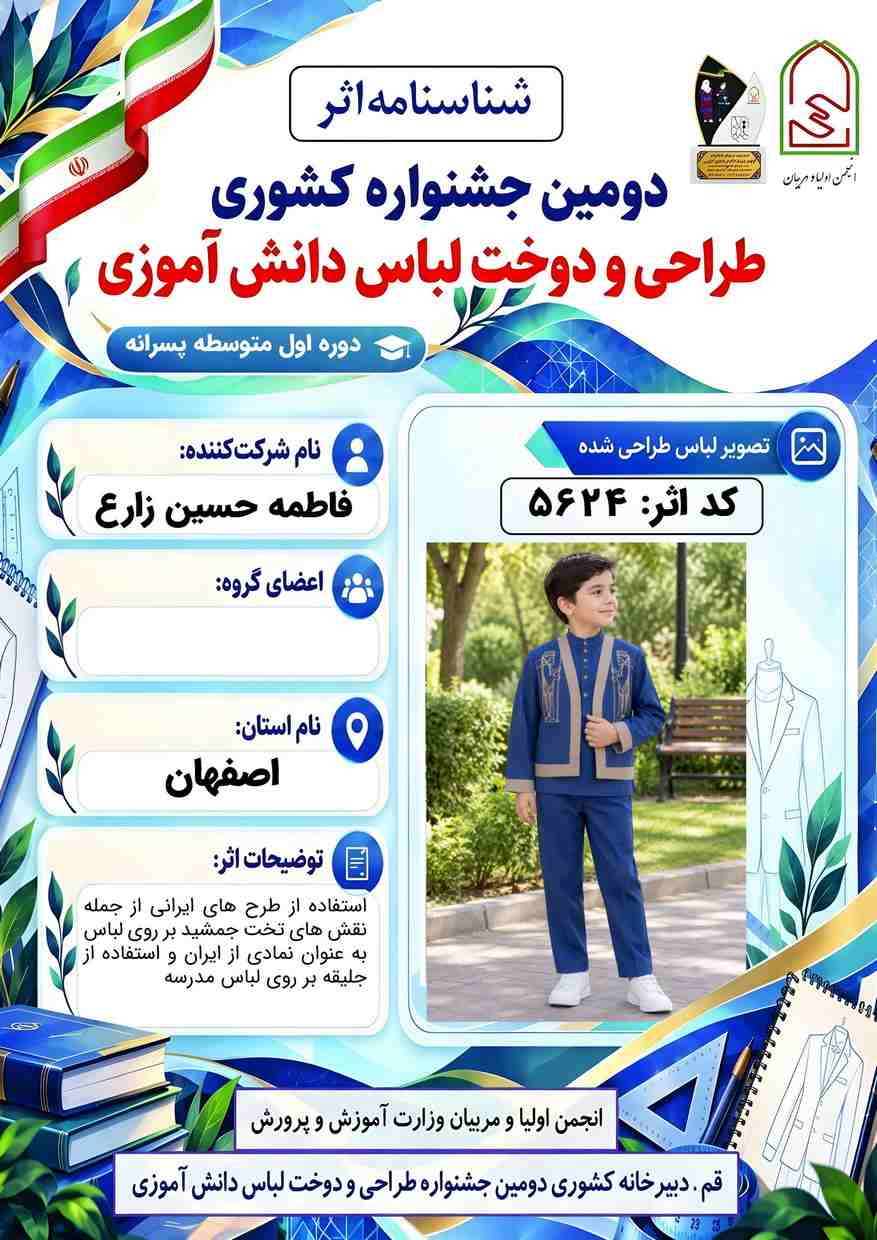 شناسنامه اثر
انجمن اولیا و مربیان
دومین جشنواره کشوری
طراحی و دوخت لباس دانش آموزی
دوره اول متوسطه پسرانه
تصویر لباس طراحی شده
کد اثر: ۵۶۲۴
نام شرکت‌کننده:
فاطمه حسین زارع
اعضای گروه:
نام استان:
اصفهان
توضیحات اثر:
استفاده از طرح های ایرانی از جمله
نقش های تخت جمشید بر روی لباس
به عنوان نمادی از ایران و استفاده از
جلیقه بر روی لباس مدرسه
انجمن اولیا و مربیان وزارت آموزش و پرورش
قم . دبیرخانه کشوری دومین جشنواره طراحی و دوخت لباس دانش آموزی